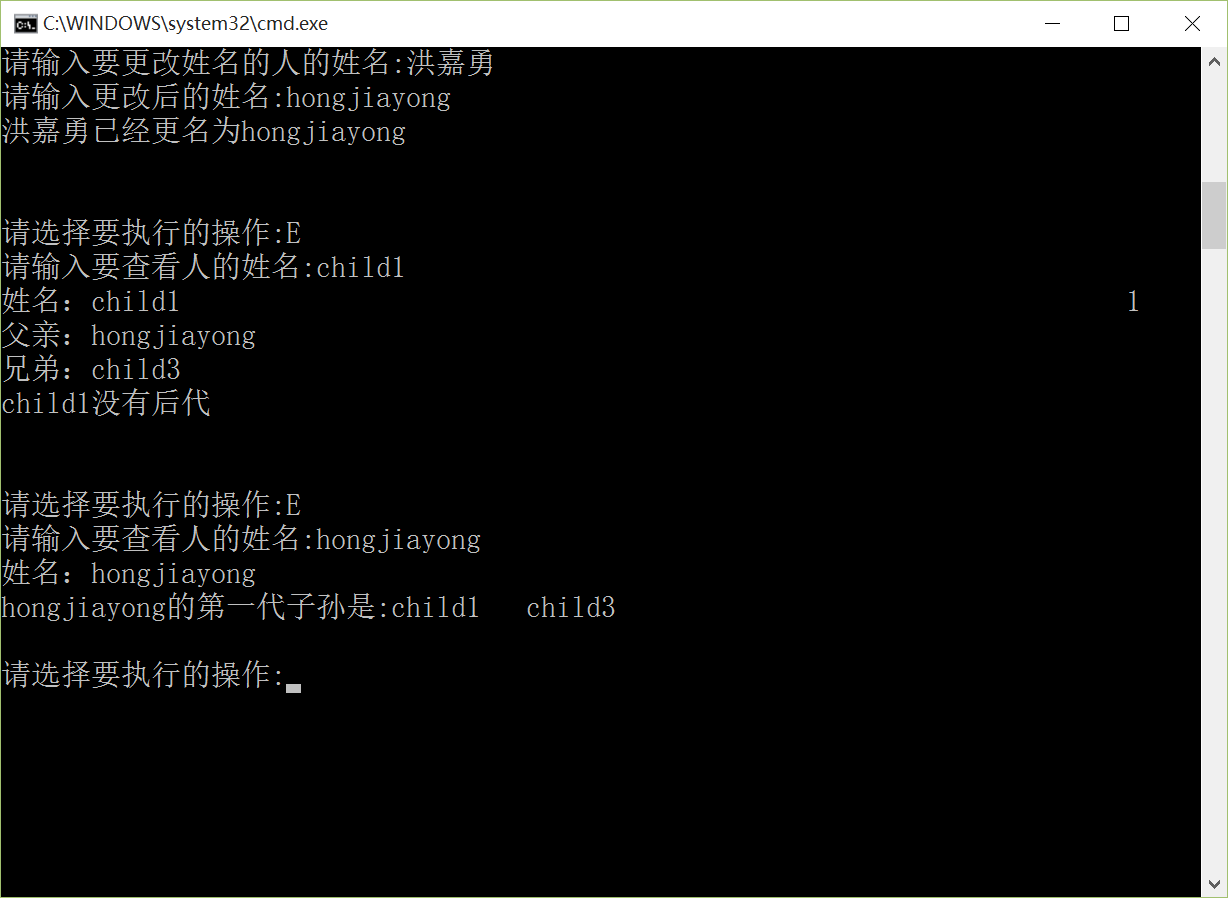 C:\WINDOWS\system32\cmd.exe
请输入要更改姓名的人的姓名:洪嘉勇
请输入更改后的姓名:hongjiayong
洪嘉勇已经更名为hongjiayong
请选择要执行的操作:E
请输入要查看人的姓名:child1
姓名：child1 1
父亲：hongjiayong
兄弟：child3
child1没有后代
请选择要执行的操作:E
请输入要查看人的姓名:hongjiayong
姓名：hongjiayong
hongjiayong的第一代子孙是:child1 child3
请选择要执行的操作: